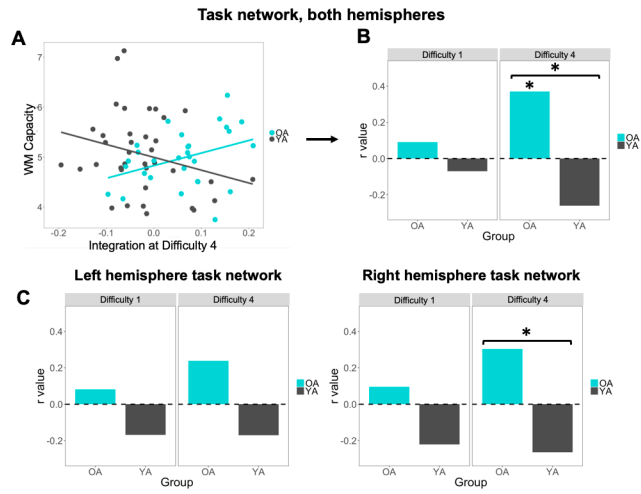 Task network, both hemispheres
A
WM Capacity
7
6
5
4
-0.2
-0.1
0.0
0.1
0.2
Integration at Difficulty 4
OA
YA
B
Difficulty 1
Difficulty 4
r value
0.4
0.2
0.0
-0.2
*
*
OA
YA
OA
YA
Group
OA
YA
C
Left hemisphere task network
Difficulty 1
Difficulty 4
r value
0.4
0.2
0.0
-0.2
OA
YA
OA
YA
Group
OA
YA
Right hemisphere task network
Difficulty 1
Difficulty 4
r value
0.4
0.2
0.0
-0.2
*
OA
YA
OA
YA
Group
OA
YA